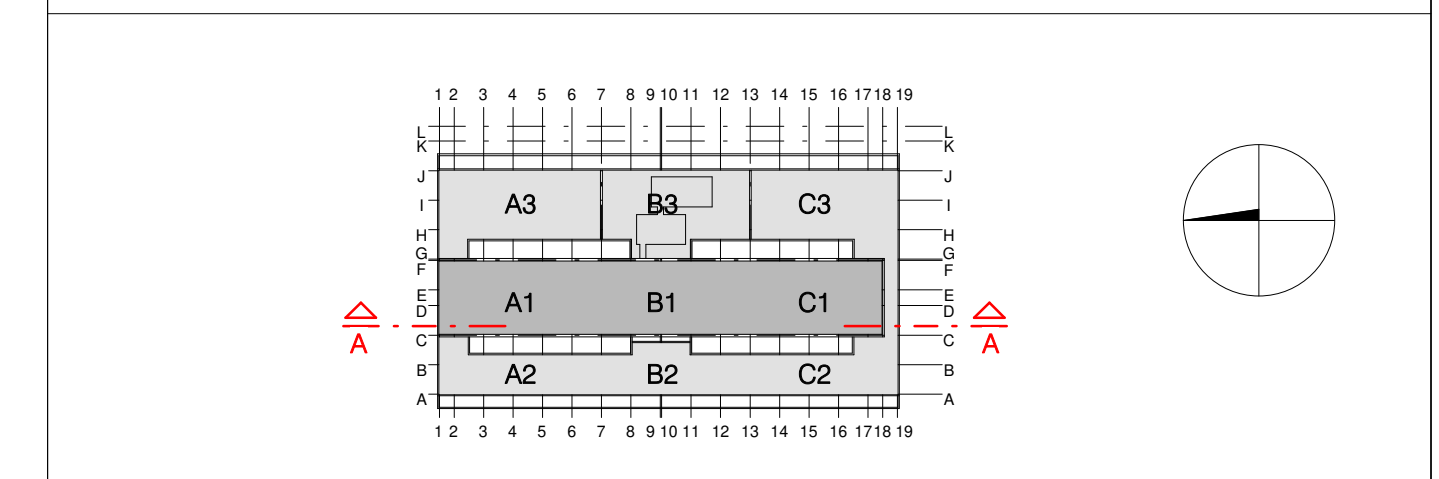 1 2 3 4 5 6 7 8 9 10 11 12 13 14 15 16 17 18 19
L L
K K
J J
A3 B3 C3
I I
H H
G G
F F
E E
A1 B1 C1
D D
A A
C C
B B
A2 B2 C2
A A
1 2 3 4 5 6 7 8 9 10 11 12 13 14 15 16 17 18 19